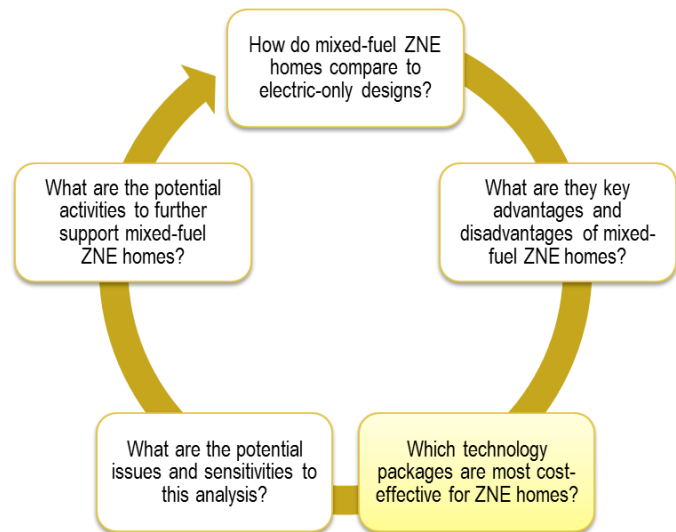 How do mixed-fuel ZNE
homes compare to
electric-only designs?
What are they key
advantages and
disadvantages of mixed-
fuel ZNE homes?
Which technology
packages are most cost-
effective for ZNE homes?
What are the potential
issues and sensitivities to
this analysis?
What are the potential
activities to further
support mixed-fuel
ZNE homes?